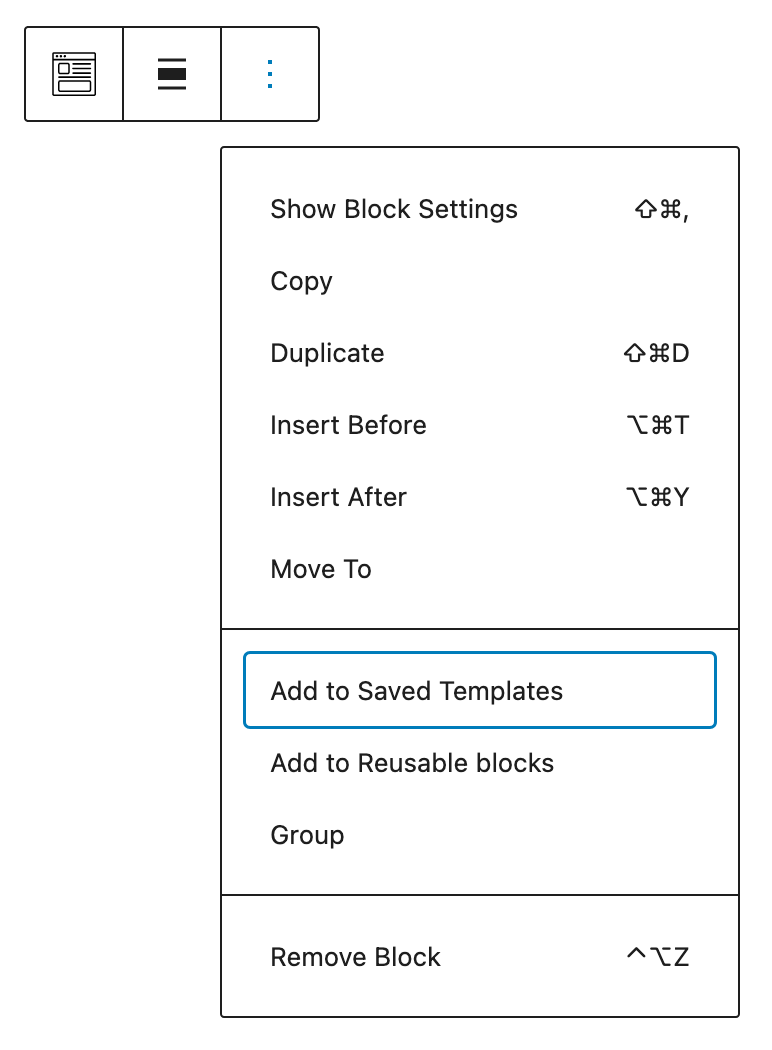 Show Block Settings ⇧⌘,
Copy
Duplicate ⇧⌘D
Insert Before ⌥⌘T
Insert After ⌥⌘Y
Move To
Add to Saved Templates
Add to Reusable blocks
Group
Remove Block ^⌥Z